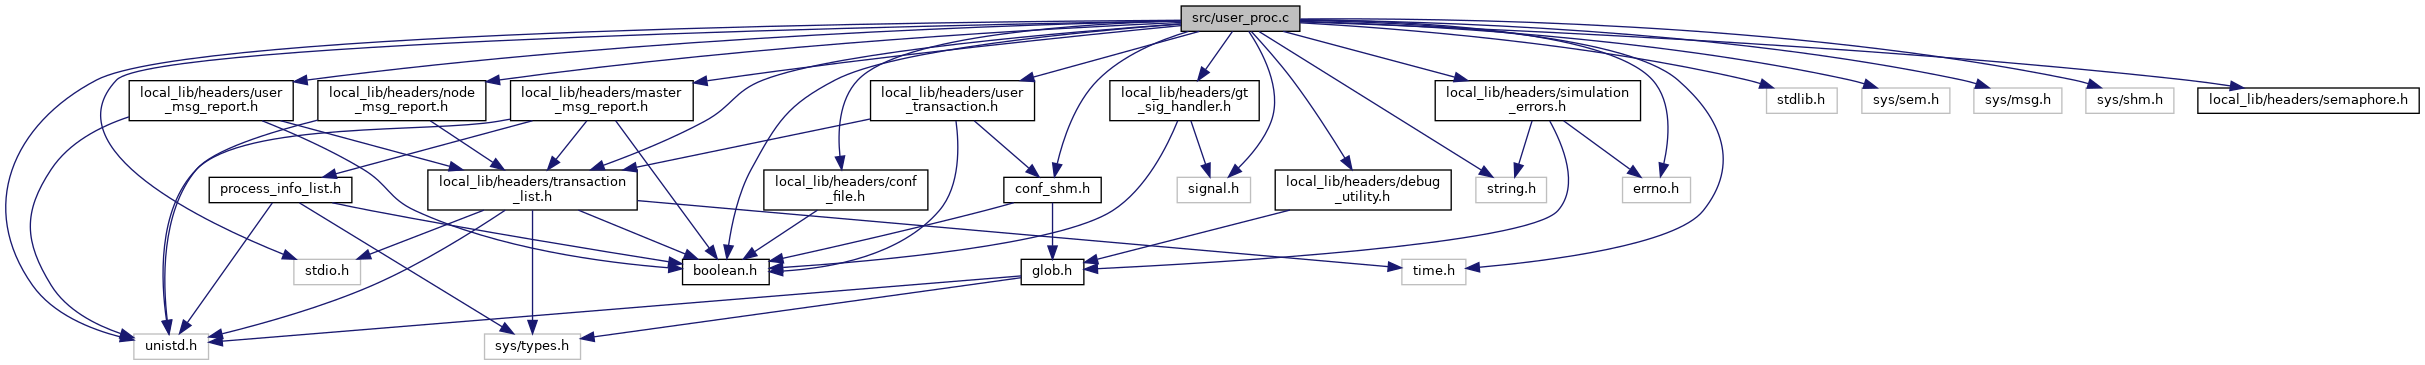 src/user_proc.c
local_lib/headers/user
_msg_report.h
local_lib/headers/node
_msg_report.h
local_lib/headers/master
_msg_report.h
local_lib/headers/user
_transaction.h
local_lib/headers/gt
_sig_handler.h
local_lib/headers/simulation
_errors.h
stdlib.h
sys/sem.h
sys/msg.h
sys/shm.h
local_lib/headers/semaphore.h
process_info_list.h
local_lib/headers/transaction
_list.h
local_lib/headers/conf
_file.h
conf_shm.h
signal.h
local_lib/headers/debug
_utility.h
string.h
errno.h
stdio.h
boolean.h
glob.h
time.h
unistd.h
sys/types.h